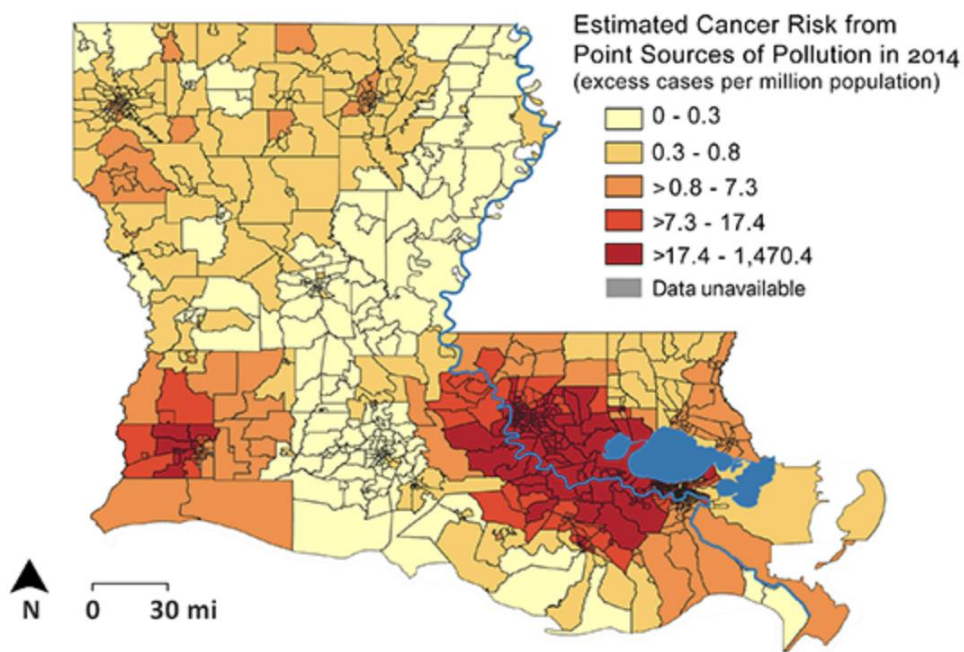 Estimated Cancer Risk from
Point Sources of Pollution in 2014
(excess cases per million population)
0 - 0.3
0.3 - 0.8
>0.8 - 7.3
>7.3 - 17.4
>17.4 - 1,470.4
Data unavailable
N
0 30 mi